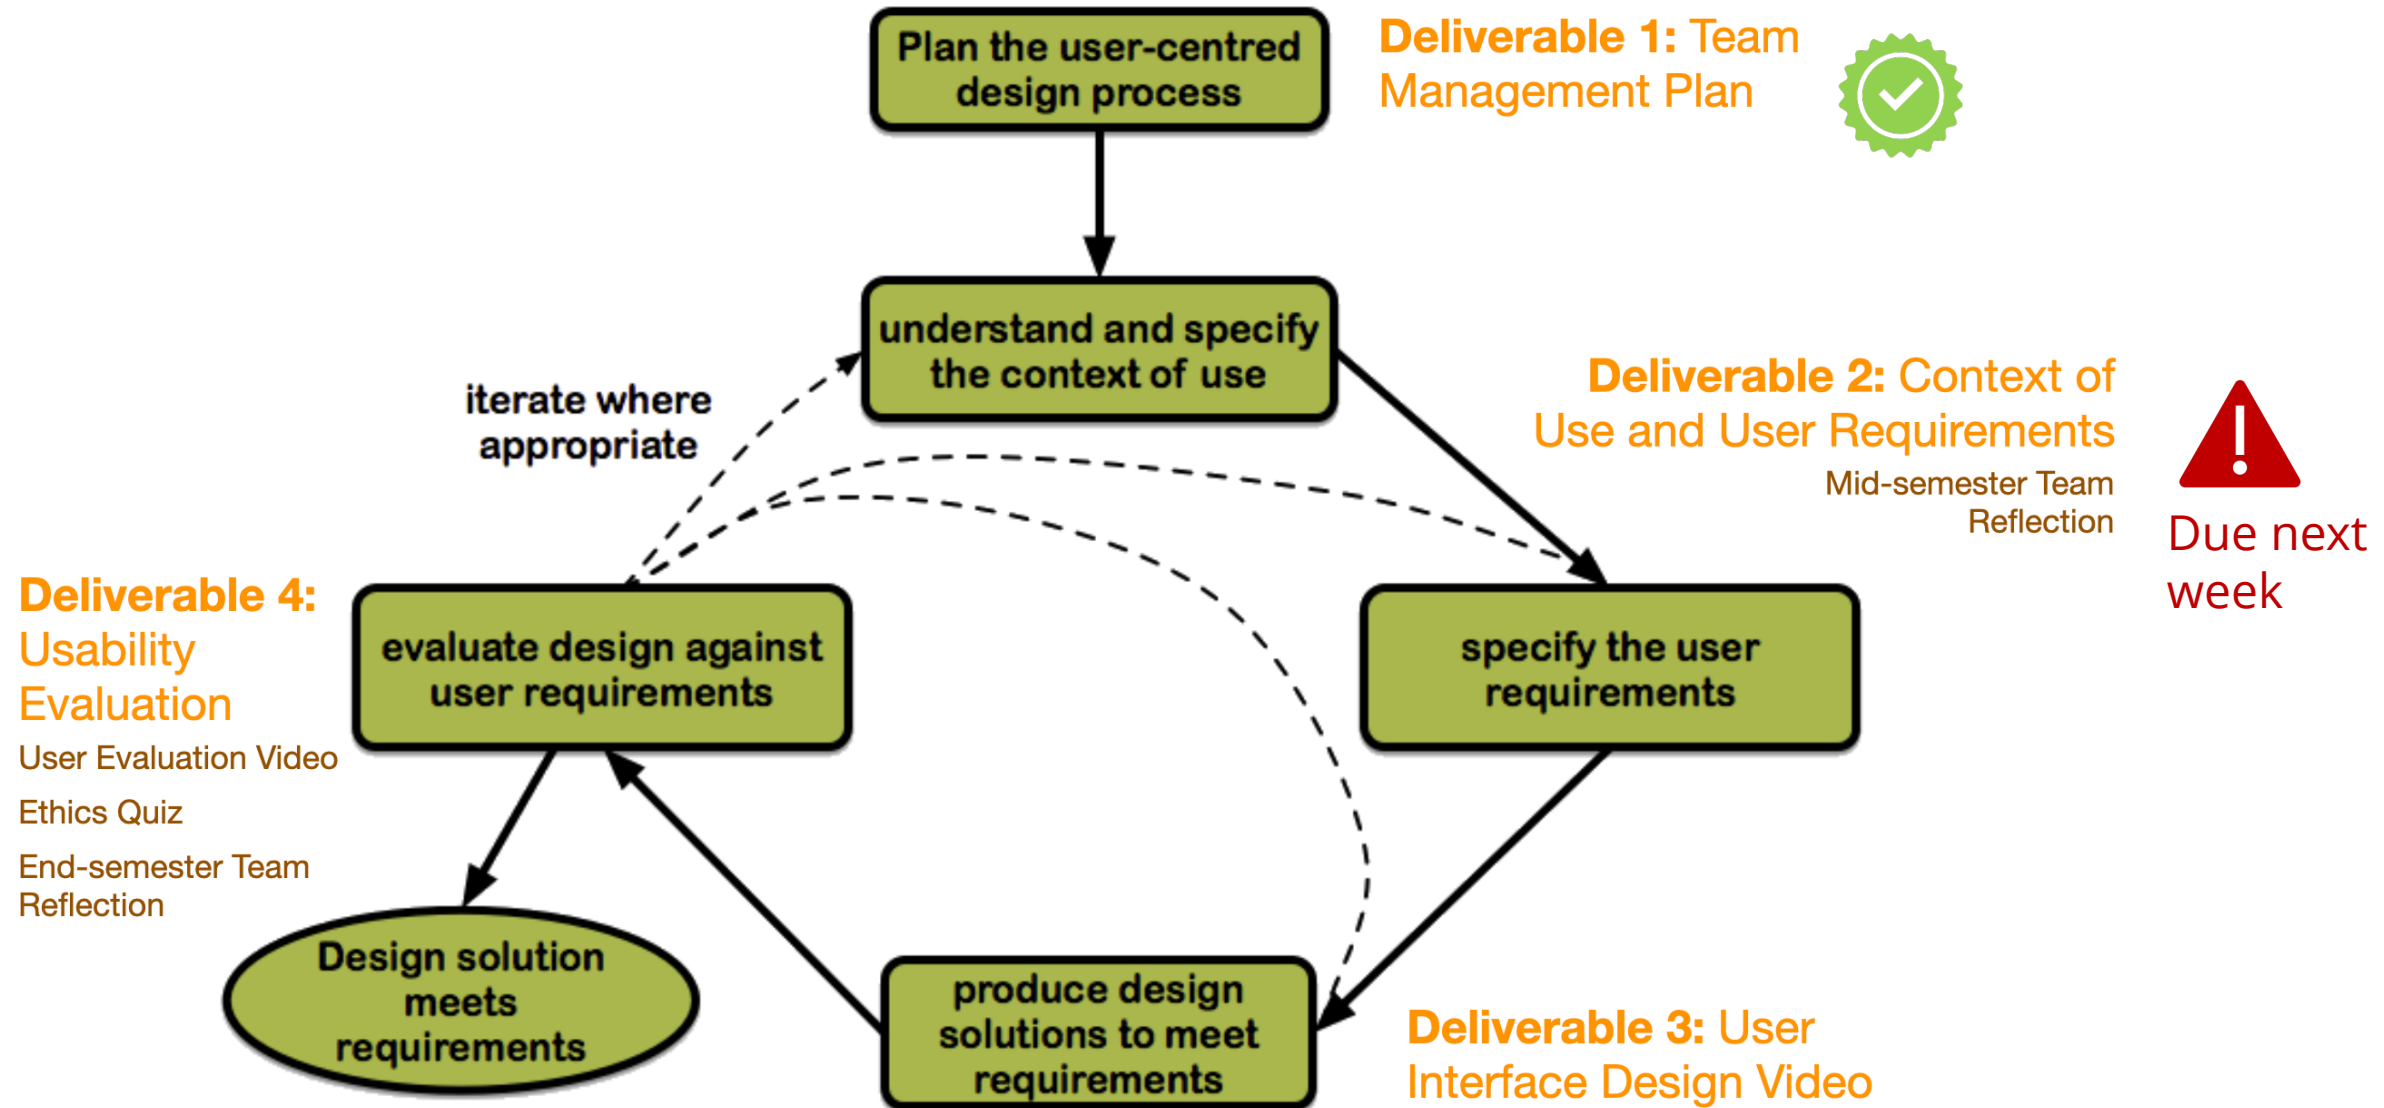 Plan the user-centred
design process
Deliverable 1: Team
Management Plan
understand and specify
the context of use
iterate where
appropriate
Deliverable 2: Context of
Use and User Requirements
Mid-semester Team
Reflection
Due next
week
Deliverable 4:
Usability
Evaluation
User Evaluation Video
Ethics Quiz
End-semester Team
Reflection
evaluate design against
user requirements
specify the user
requirements
Design solution
meets
requirements
produce design
solutions to meet
requirements
Deliverable 3: User
Interface Design Video